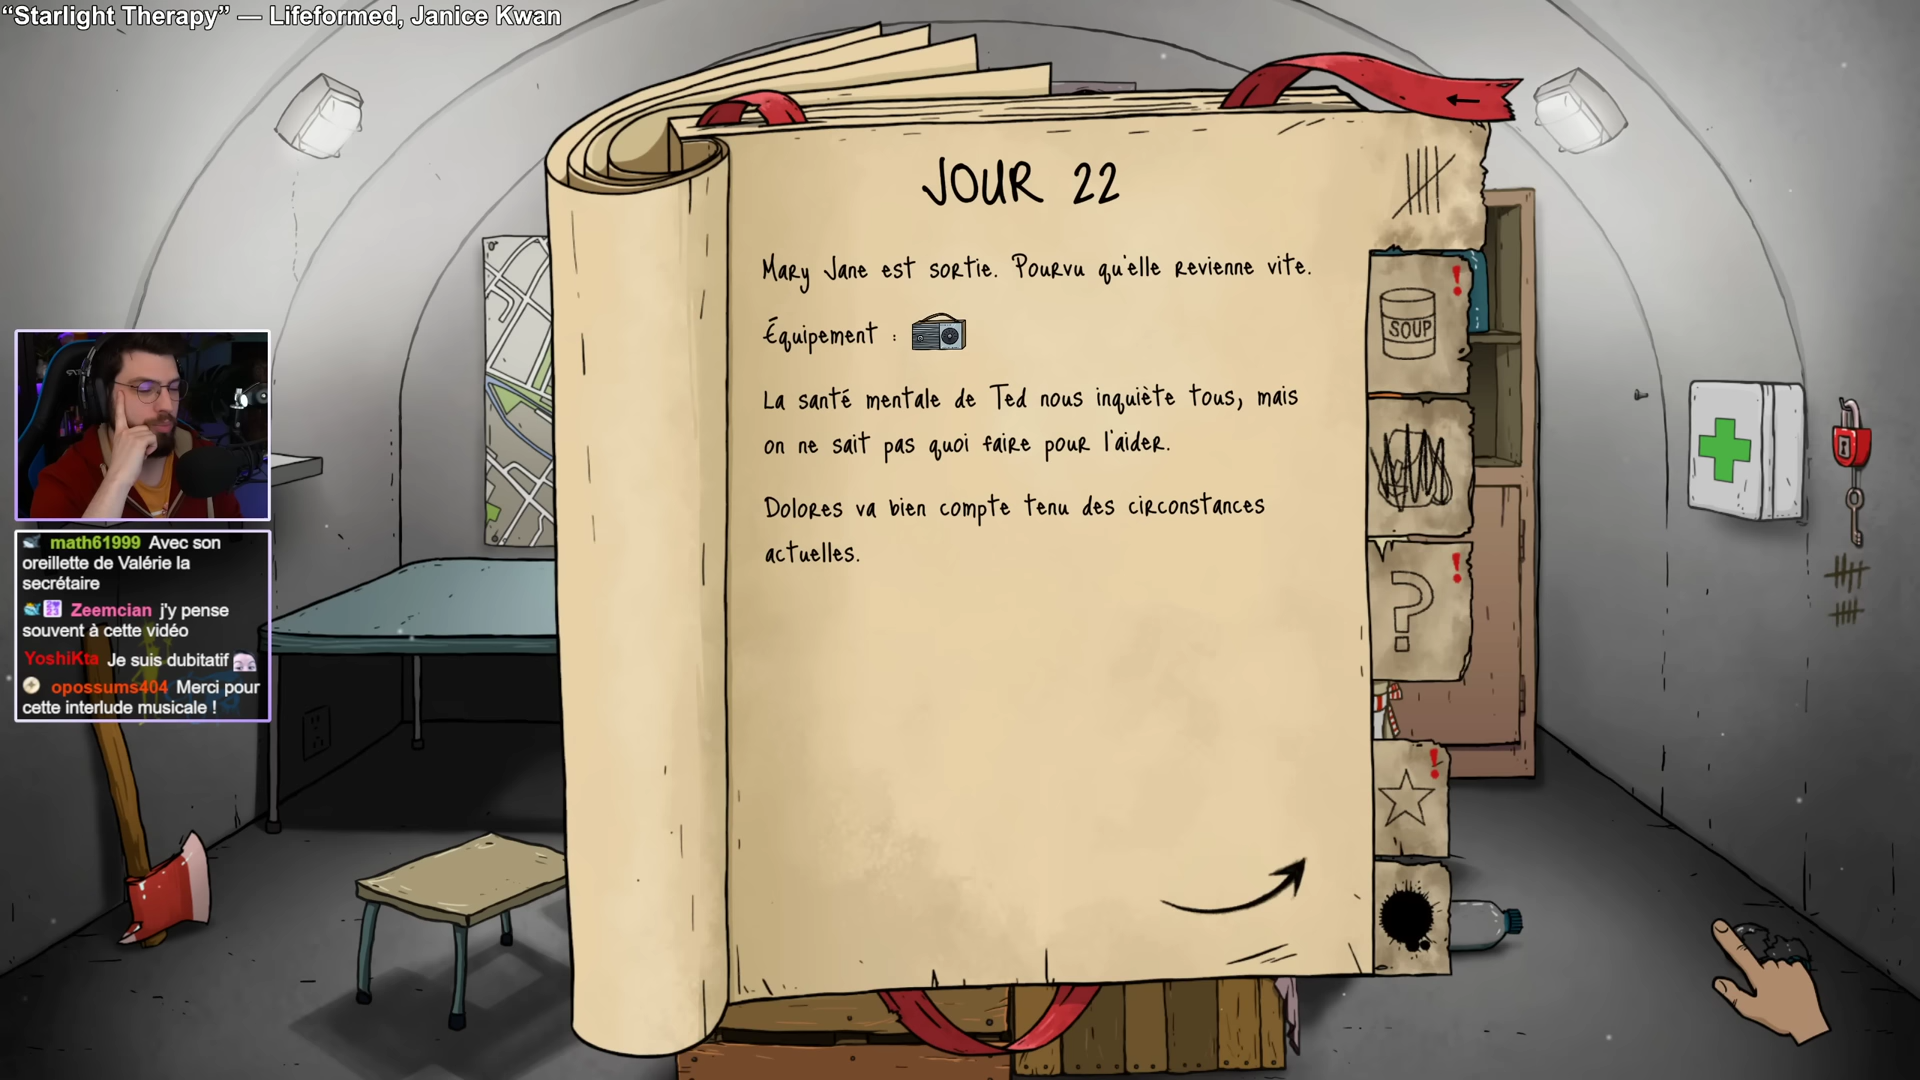 “Starlight Therapy” — Lifeformed, Janice Kwan
JOUR 22
Mary Jane est sortie. Pourvu qu'elle revienne vite.
Équipement :
La santé mentale de Ted nous inquiète tous, mais
on ne sait pas quoi faire pour l'aider.
Dolores va bien compte tenu des circonstances
actuelles.
SOUP
!
?
!
!
math61999 Avec son
oreillette de Valérie la
secrétaire
Zeemcian j'y pense
souvent à cette vidéo
YoshiKta Je suis dubitatif
opossums404 Merci pour
cette interlude musicale !